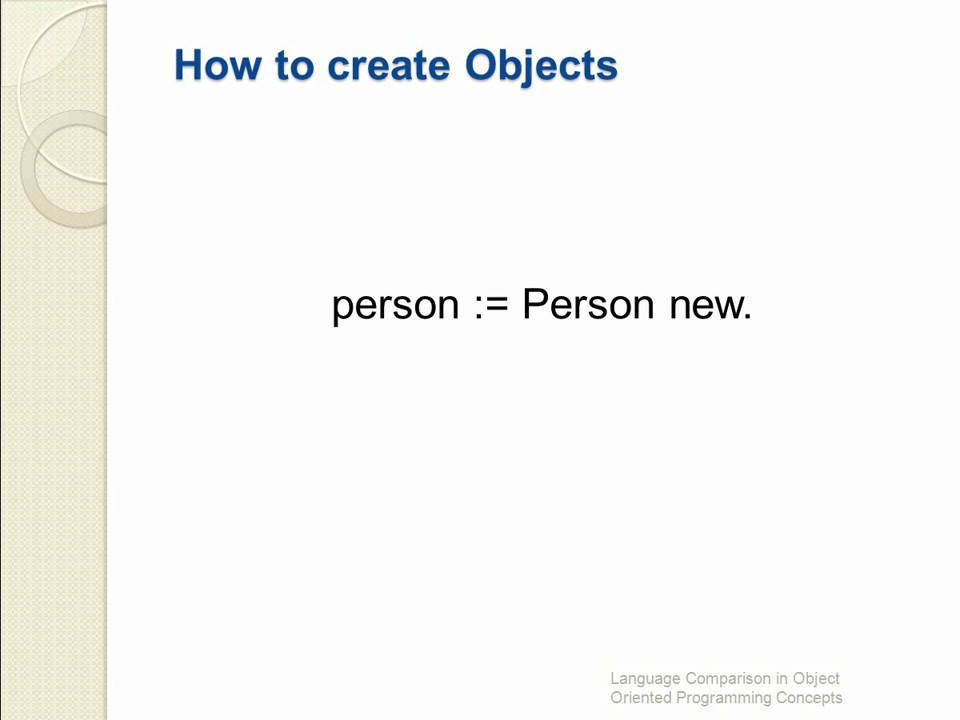 How to create Objects
person := Person new.
Language Comparison in Object
Oriented Programming Concepts